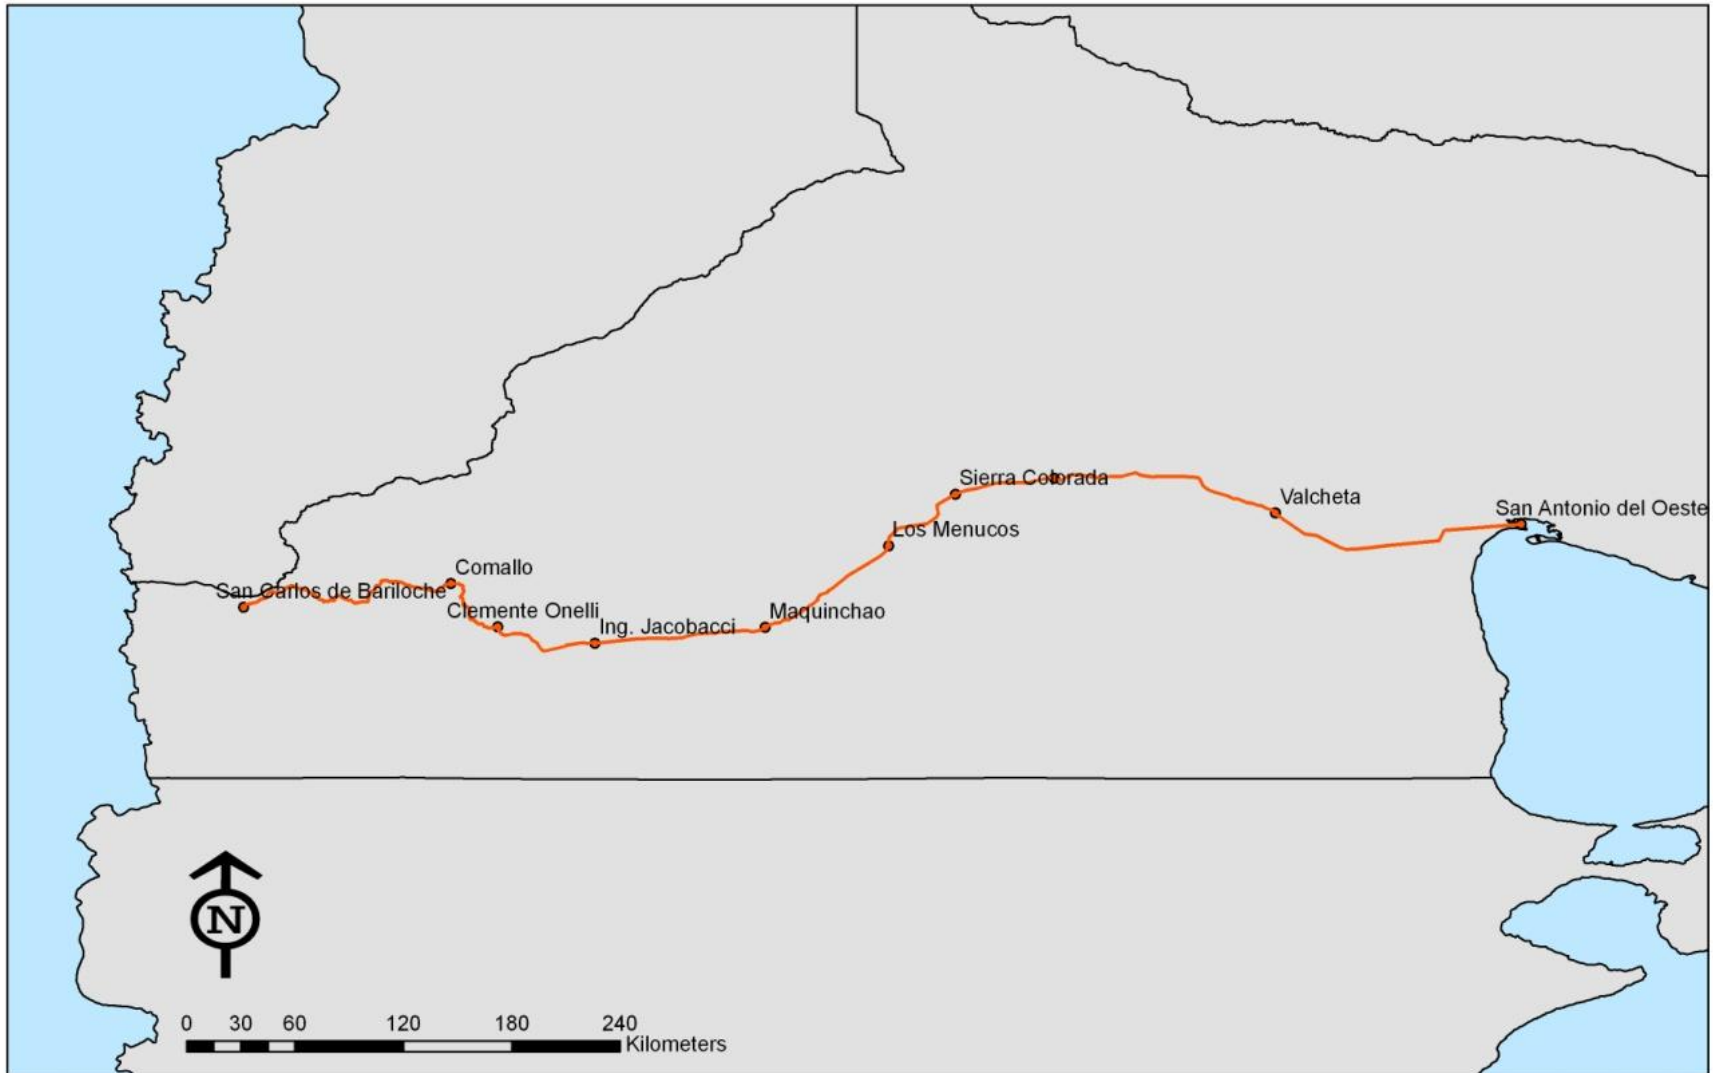 Sierra Colorada
Valcheta
San Antonio del Oeste
Los Menucos
Comallo
San Carlos de Bariloche
Clemente Onelli
Ing. Jacobacci
Maquinchao
N
0 30 60 120 180 240
Kilometers